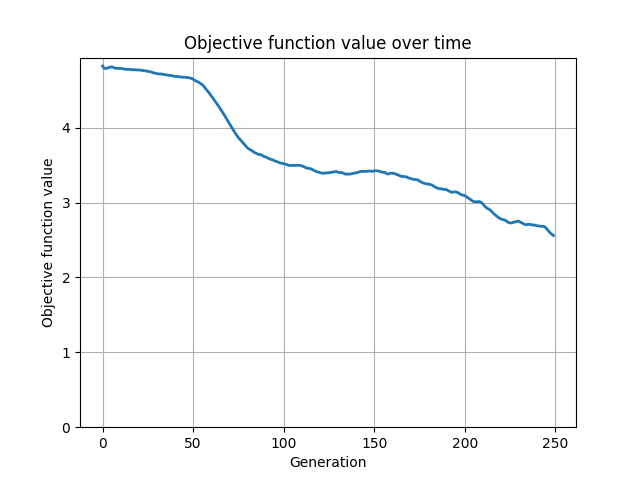 Objective function value over time
Objective function value
4
3
2
1
0
0 50 100 150 200 250
Generation